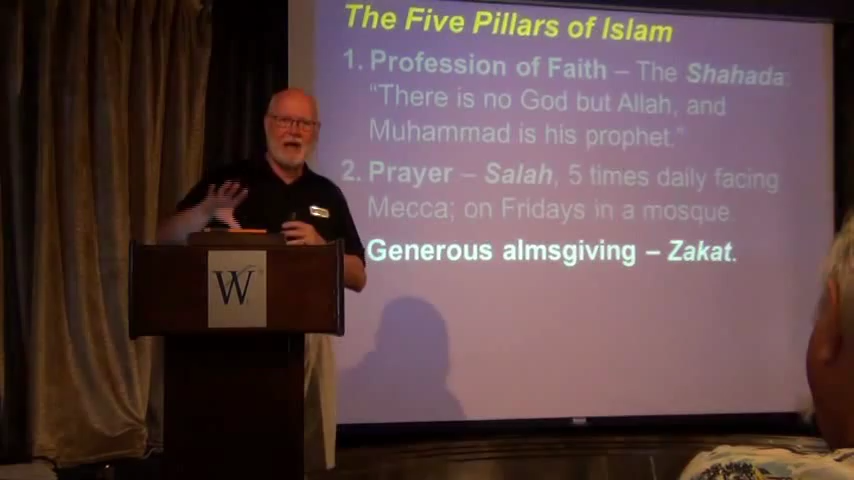 The Five Pillars of Islam
1. Profession of Faith – The Shahada:
"There is no God but Allah, and
Muhammad is his prophet."
2. Prayer – Salah, 5 times daily facing
Mecca; on Fridays in a mosque.
Generous almsgiving – Zakat.
W